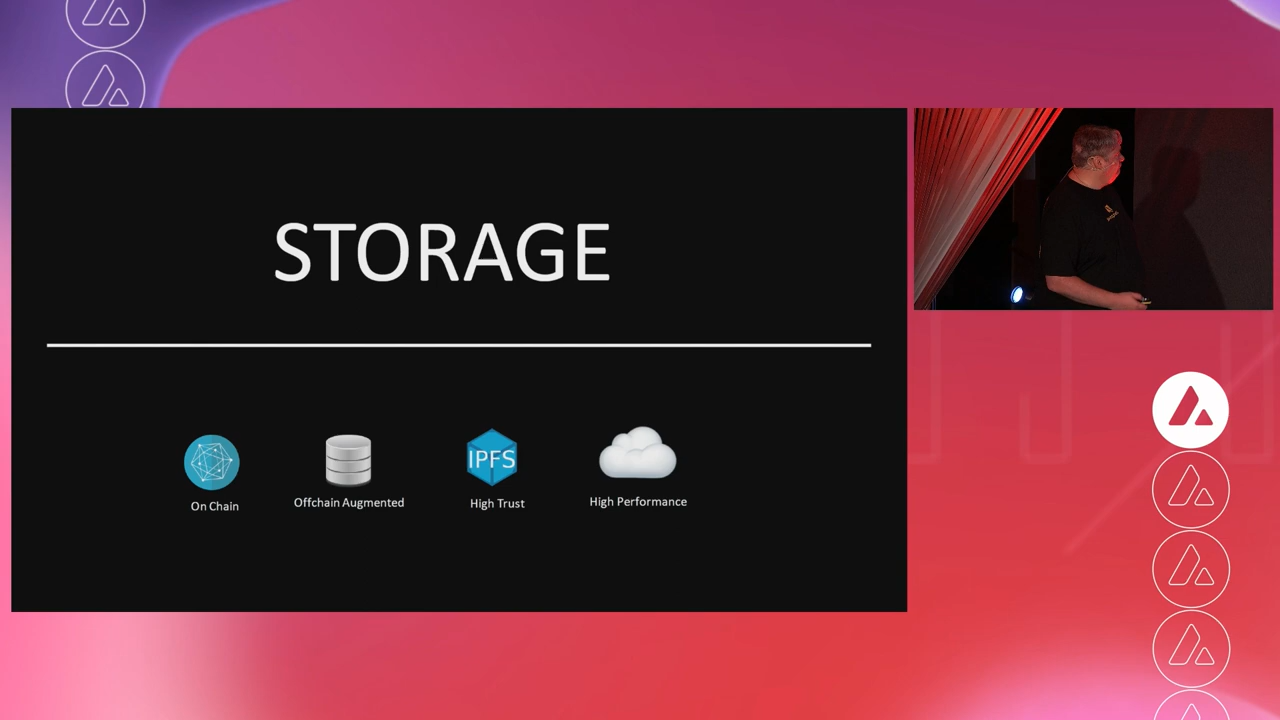 STORAGE
IPFS
On Chain
Offchain Augmented
High Trust
High Performance